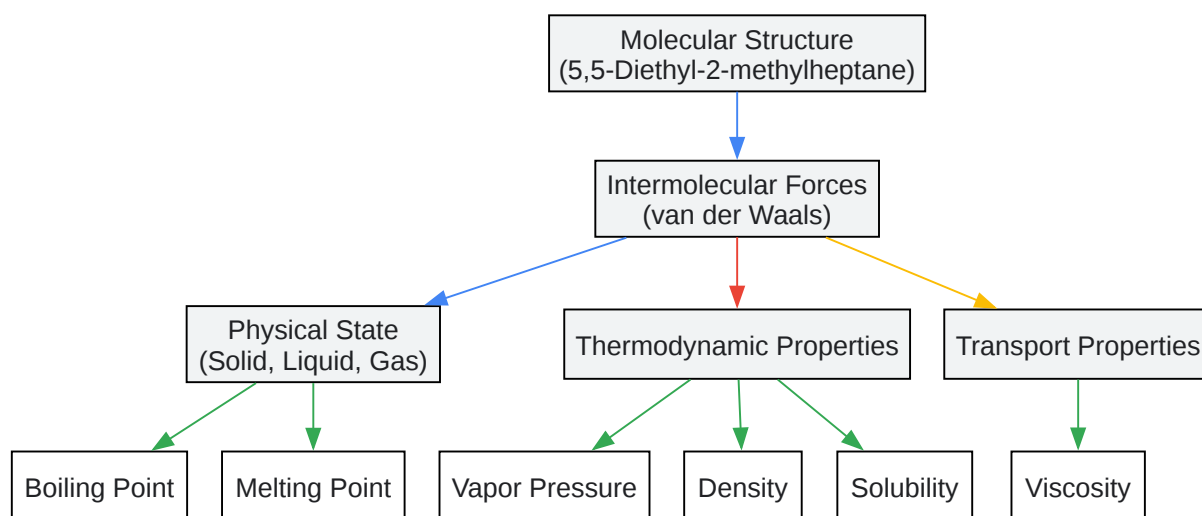 Molecular Structure
(5,5-Diethyl-2-methylheptane)
Intermolecular Forces
(van der Waals)
Physical State
(Solid, Liquid, Gas)
Thermodynamic Properties
Transport Properties
Boiling Point
Melting Point
Vapor Pressure
Density
Solubility
Viscosity